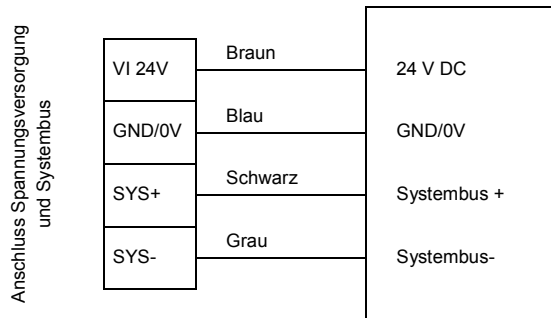 Anschluss Spannungsversorgung
und Systembus
VI 24V
Braun
24 V DC
GND/0V
Blau
GND/0V
SYS+
Schwarz
Systembus +
SYS-
Grau
Systembus-